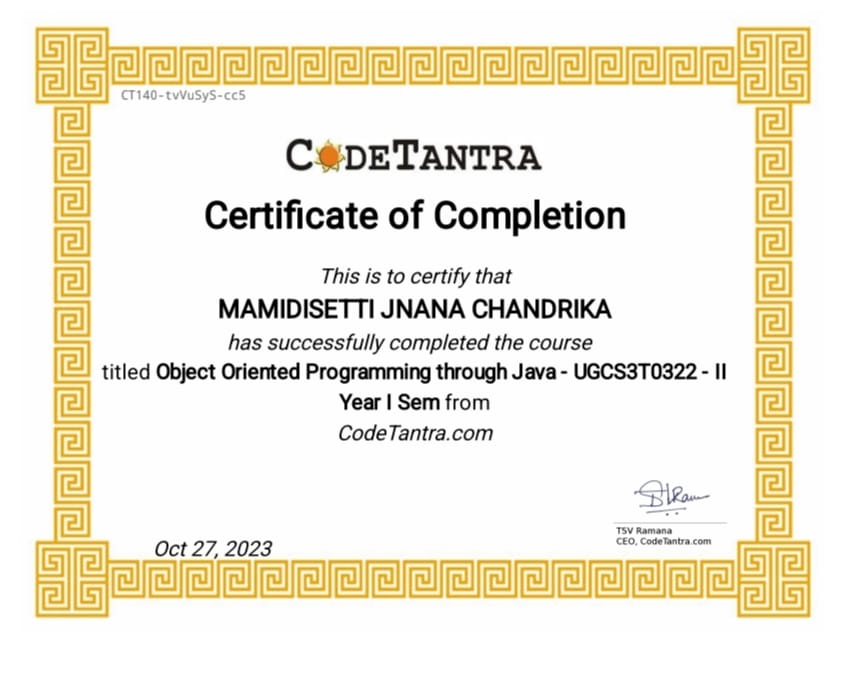 CT140-tvVuSyS-cc5
CODETANTRA
Certificate of Completion
This is to certify that
MAMIDISETTI JNANA CHANDRIKA
has successfully completed the course
titled Object Oriented Programming through Java - UGCS3T0322 - II
Year I Sem from
CodeTantra.com
TSV Ramana
CEO, CodeTantra.com
Oct 27, 2023